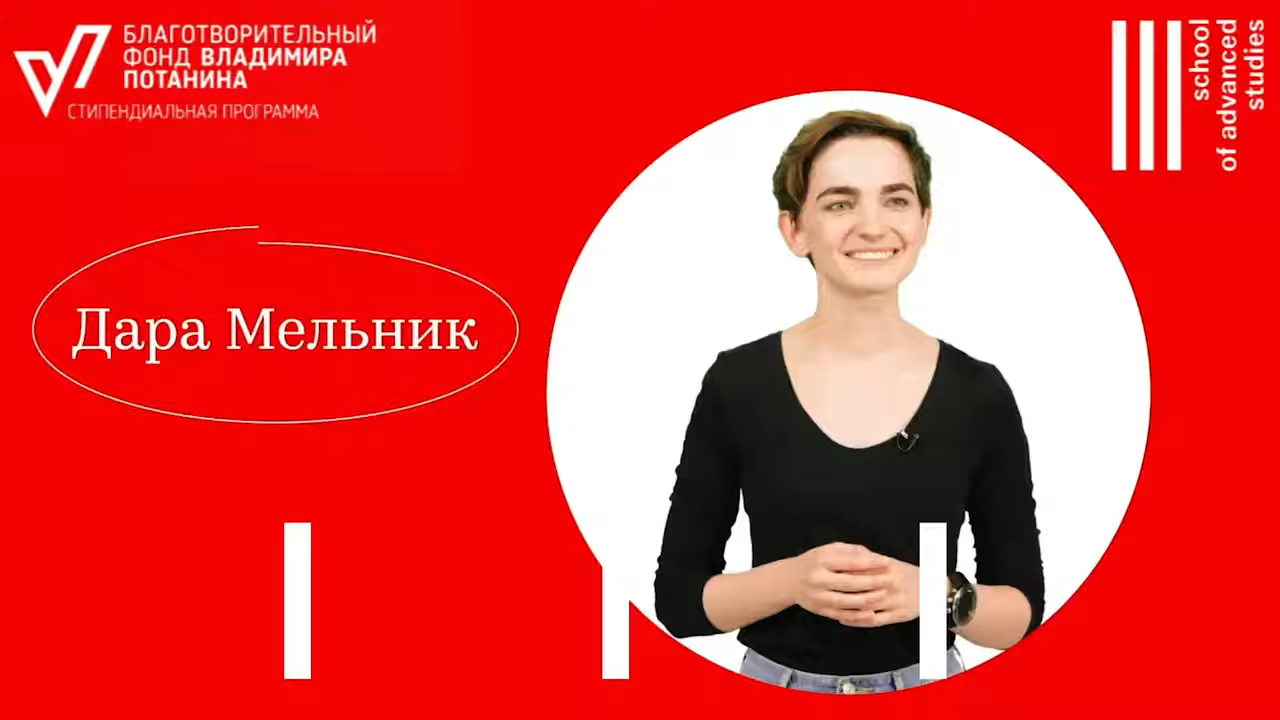 БЛАГОТВОРИТЕЛЬНЫЙ
ФОНД ВЛАДИМИРА
ПОТАНИНА
СТИПЕНДИАЛЬНАЯ ПРОГРАММА
school
of advanced
studies
Дара Мельник